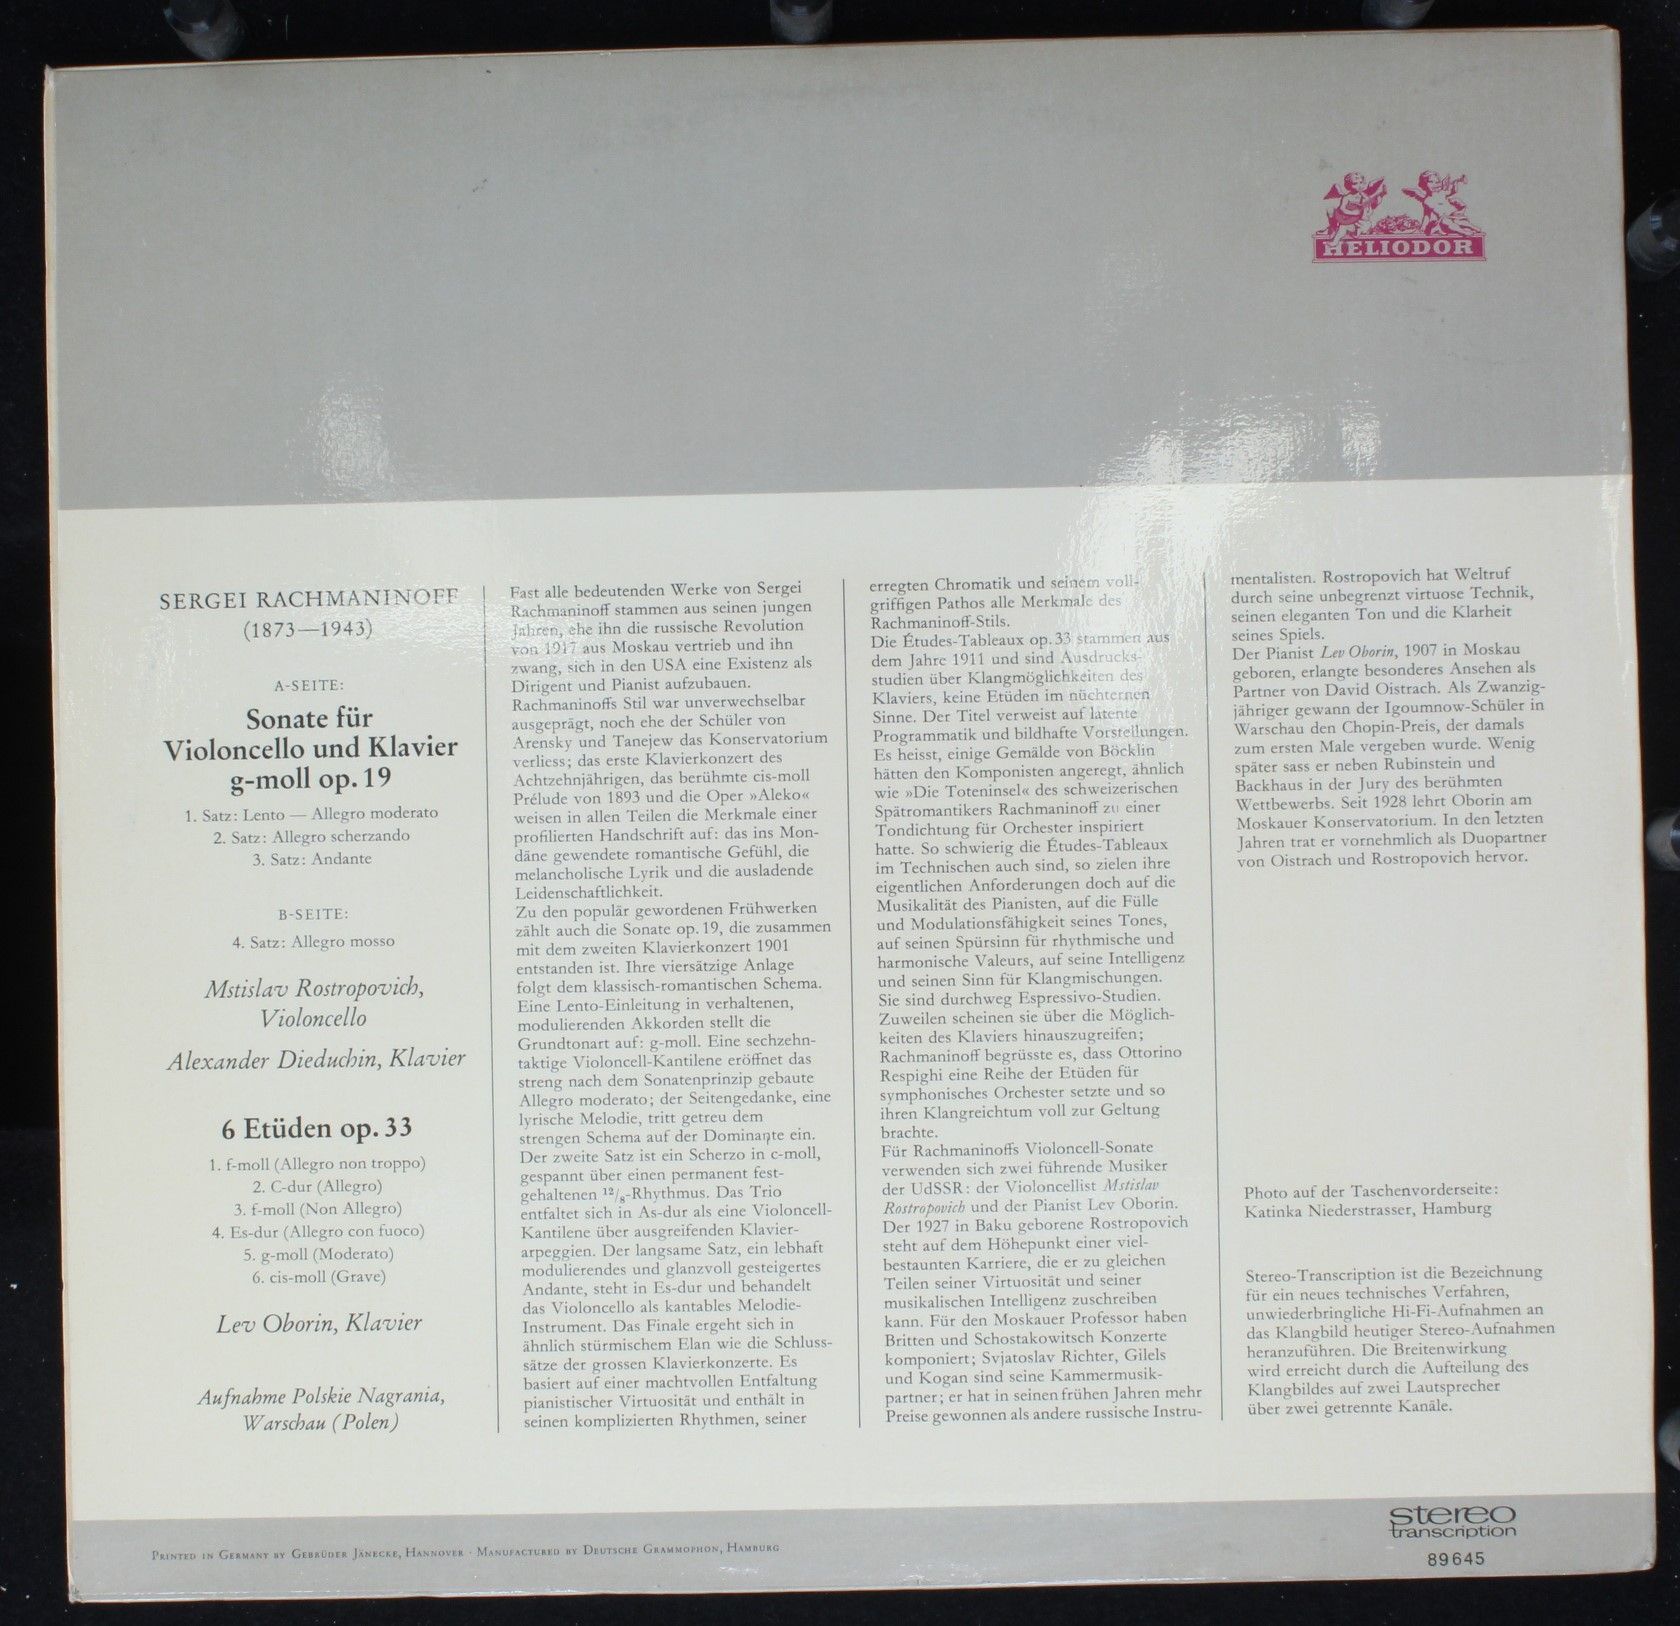 HELIODOR
SERGEI RACHMANINOFF
(1873—1943)
A-SEITE:
Sonate für
Violoncello und Klavier
g-moll op. 19
1. Satz: Lento — Allegro moderato
2. Satz: Allegro scherzando
3. Satz: Andante
B-SEITE:
4. Satz: Allegro mosso
Mstislav Rostropovich,
Violoncello
Alexander Dieduchin, Klavier
6 Etüden op. 33
1. f-moll (Allegro non troppo)
2. C-dur (Allegro)
3. f-moll (Non Allegro)
4. Es-dur (Allegro con fuoco)
5. g-moll (Moderato)
6. cis-moll (Grave)
Lev Oborin, Klavier
Aufnahme Polskie Nagrania,
Warschau (Polen)
Fast alle bedeutenden Werke von Sergei
Rachmaninoff stammen aus seinen jungen
Jahren, ehe ihn die russische Revolution
von 1917 aus Moskau vertrieb und ihn
zwang, sich in den USA eine Existenz als
Dirigent und Pianist aufzubauen.
Rachmaninoffs Stil war unverwechselbar
ausgeprägt, noch ehe der Schüler von
Arensky und Tanejew das Konservatorium
verliess; das erste Klavierkonzert des
Achtzehnjährigen, das berühmte cis-moll
Prélude von 1893 und die Oper »Aleko«
weisen in allen Teilen die Merkmale einer
profilierten Handschrift auf: das ins Mon-
däne gewendete romantische Gefühl, die
melancholische Lyrik und die ausladende
Leidenschaftlichkeit.
Zu den populär gewordenen Frühwerken
zählt auch die Sonate op. 19, die zusammen
mit dem zweiten Klavierkonzert 1901
entstanden ist. Ihre viersätzige Anlage
folgt dem klassisch-romantischen Schema.
Eine Lento-Einleitung in verhaltenen,
modulierenden Akkorden stellt die
Grundtonart auf: g-moll. Eine sechzehn-
taktige Violoncell-Kantilene eröffnet das
streng nach dem Sonatenprinzip gebaute
Allegro moderato; der Seitengedanke, eine
lyrische Melodie, tritt getreu dem
strengen Schema auf der Dominante ein.
Der zweite Satz ist ein Scherzo in c-moll,
gespannt über einen permanent fest-
gehaltenen 12/8-Rhythmus. Das Trio
entfaltet sich in As-dur als eine Violoncell-
Kantilene über ausgreifenden Klavier-
arpeggien. Der langsame Satz, ein lebhaft
modulierendes und glanzvoll gesteigertes
Andante, steht in Es-dur und behandelt
das Violoncello als kantables Melodie-
Instrument. Das Finale ergeht sich in
ähnlich stürmischem Elan wie die Schluss-
sätze der grossen Klavierkonzerte. Es
basiert auf einer machtvollen Entfaltung
pianistischer Virtuosität und enthält in
seinen komplizierten Rhythmen, seiner
erregten Chromatik und seinem voll-
griffigen Pathos alle Merkmale des
Rachmaninoff-Stils.
Die Études-Tableaux op. 33 stammen aus
dem Jahre 1911 und sind Ausdrucks-
studien über Klangmöglichkeiten des
Klaviers, keine Etüden im nüchternen
Sinne. Der Titel verweist auf latente
Programmatik und bildhafte Vorstellungen.
Es heisst, einige Gemälde von Böcklin
hätten den Komponisten angeregt, ähnlich
wie »Die Toteninsel« des schweizerischen
Spätromantikers Rachmaninoff zu einer
Tondichtung für Orchester inspiriert
hatte. So schwierig die Études-Tableaux
im Technischen auch sind, so zielen ihre
eigentlichen Anforderungen doch auf die
Musikalität des Pianisten, auf die Fülle
und Modulationsfähigkeit seines Tones,
auf seinen Spürsinn für rhythmische und
harmonische Valeurs, auf seine Intelligenz
und seinen Sinn für Klangmischungen.
Sie sind durchweg Espressivo-Studien.
Zuweilen scheinen sie über die Möglich-
keiten des Klaviers hinauszugreifen;
Rachmaninoff begrüsste es, dass Ottorino
Respighi eine Reihe der Etüden für
symphonisches Orchester setzte und so
ihren Klangreichtum voll zur Geltung
brachte.
Für Rachmaninoffs Violoncell-Sonate
verwenden sich zwei führende Musiker
der UdSSR: der Violoncellist Mstislav
Rostropovich und der Pianist Lev Oborin.
Der 1927 in Baku geborene Rostropovich
steht auf dem Höhepunkt einer viel-
bestaunten Karriere, die er zu gleichen
Teilen seiner Virtuosität und seiner
musikalischen Intelligenz zuschreiben
kann. Für den Moskauer Professor haben
Britten und Schostakowitsch Konzerte
komponiert; Svjatoslav Richter, Gilels
und Kogan sind seine Kammermusik-
partner; er hat in seinen frühen Jahren mehr
Preise gewonnen als andere russische Instru-
mentalisten. Rostropovich hat Weltruf
durch seine unbegrenzt virtuose Technik,
seinen eleganten Ton und die Klarheit
seines Spiels.
Der Pianist Lev Oborin, 1907 in Moskau
geboren, erlangte besonderes Ansehen als
Partner von David Oistrach. Als Zwanzig-
jähriger gewann der Igoumnow-Schüler in
Warschau den Chopin-Preis, der damals
zum ersten Male vergeben wurde. Wenig
später sass er neben Rubinstein und
Backhaus in der Jury des berühmten
Wettbewerbs. Seit 1928 lehrt Oborin am
Moskauer Konservatorium. In den letzten
Jahren trat er vornehmlich als Duopartner
von Oistrach und Rostropovich hervor.
Photo auf der Taschenvorderseite:
Katinka Niederstrasser, Hamburg
Stereo-Transcription ist die Bezeichnung
für ein neues technisches Verfahren,
unwiederbringliche Hi-Fi-Aufnahmen an
das Klangbild heutiger Stereo-Aufnahmen
heranzuführen. Die Breitenwirkung
wird erreicht durch die Aufteilung des
Klangbildes auf zwei Lautsprecher
über zwei getrennte Kanäle.
Printed in Germany by Gebrüder Jänecke, Hannover · Manufactured by Deutsche Grammophon, Hamburg
stereo
transcription
89645